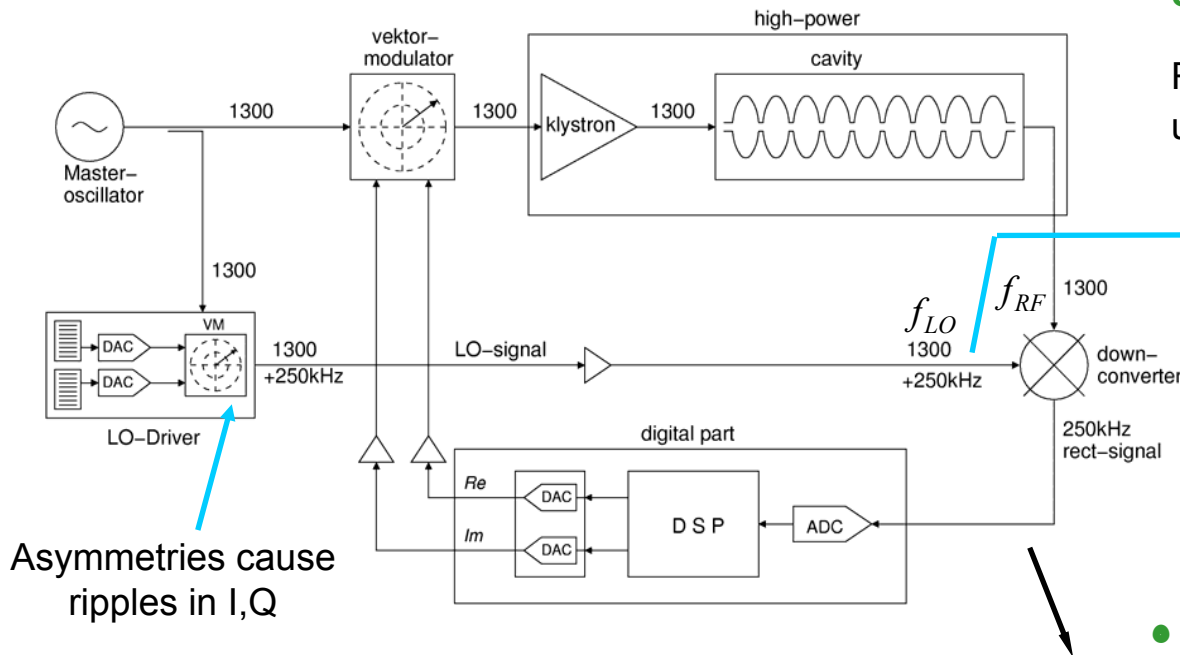 high-power
vektor-
modulator
cavity
1300
1300
klystron
1300
Master-
oscillator
1300
1300
f_RF
f_LO
VM
DAC
DAC
1300
+250kHz
LO-signal
1300
+250kHz
down-
converter
LO-Driver
digital part
250kHz
rect-signal
Re
DAC
DSP
ADC
Im
DAC
Asymmetries cause
ripples in I,Q